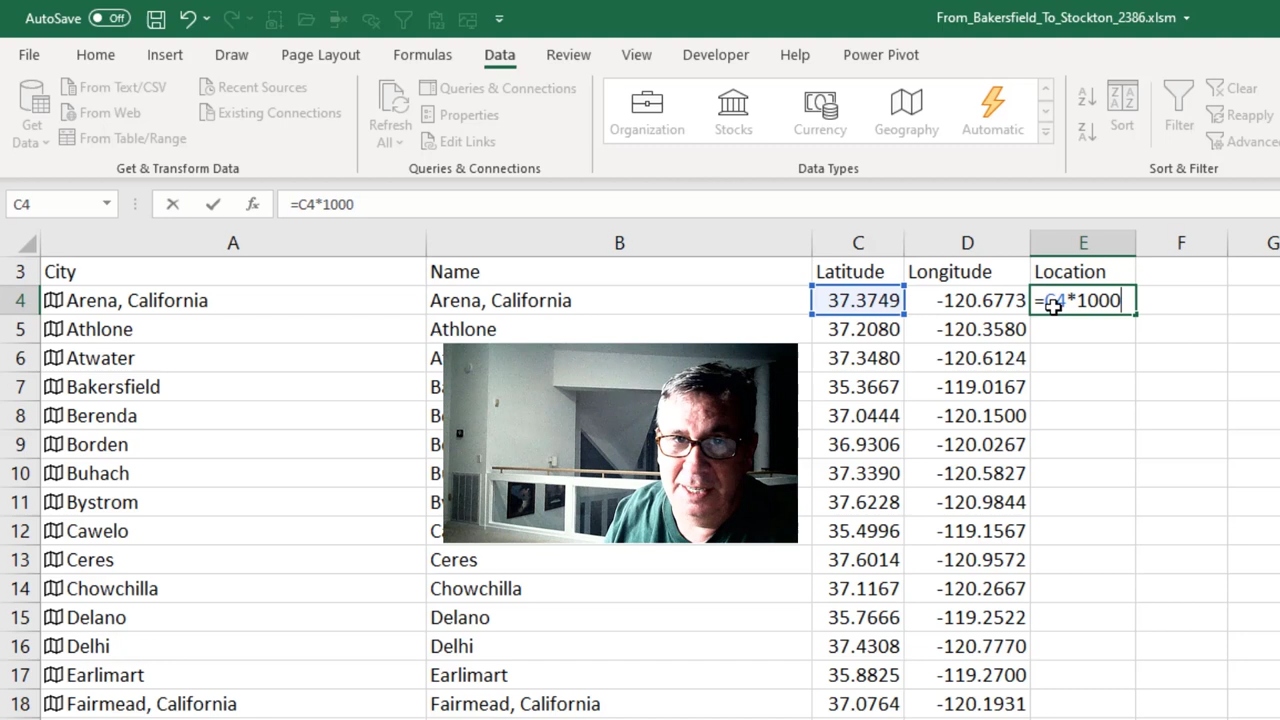 AutoSave Off From_Bakersfield_To_Stockton_2386.xlsm
File Home Insert Draw Page Layout Formulas Data Review View Developer Help Power Pivot
Get Data
From Text/CSV
From Web
From Table/Range
Recent Sources
Existing Connections
Get & Transform Data
Refresh All
Queries & Connections
Properties
Edit Links
Queries & Connections
Organization Stocks Currency Geography Automatic
Data Types
Sort Filter
Clear
Reapply
Advance
Sort & Filter
C4 fx =C4*1000
A B C D E F G
3 City Name Latitude Longitude Location
4 Arena, California Arena, California 37.3749 -120.6773 =C4*1000
5 Athlone Athlone 37.2080 -120.3580
6 Atwater 37.3480 -120.6124
7 Bakersfield 35.3667 -119.0167
8 Berenda 37.0444 -120.1500
9 Borden 36.9306 -120.0267
10 Buhach 37.3390 -120.5827
11 Bystrom 37.6228 -120.9844
12 Cawelo 35.4996 -119.1567
13 Ceres Ceres 37.6014 -120.9572
14 Chowchilla Chowchilla 37.1167 -120.2667
15 Delano Delano 35.7666 -119.2522
16 Delhi Delhi 37.4308 -120.7770
17 Earlimart Earlimart 35.8825 -119.2700
18 Fairmead, California Fairmead, California 37.0764 -120.1931